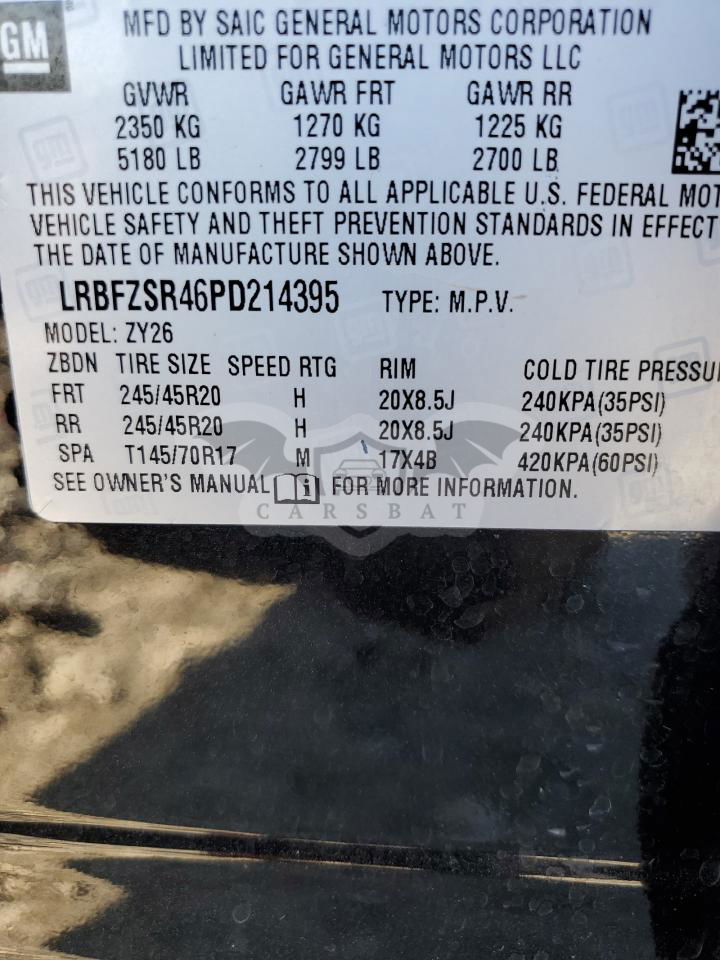 GM
MFD BY SAIC GENERAL MOTORS CORPORATION
LIMITED FOR GENERAL MOTORS LLC
GVWR GAWR FRT GAWR RR
2350 KG 1270 KG 1225 KG
5180 LB 2799 LB 2700 LB
THIS VEHICLE CONFORMS TO ALL APPLICABLE U.S. FEDERAL MOT
VEHICLE SAFETY AND THEFT PREVENTION STANDARDS IN EFFECT
THE DATE OF MANUFACTURE SHOWN ABOVE.
LRBFZSR46PD214395 TYPE: M.P.V.
MODEL: ZY26
ZBDN TIRE SIZE SPEED RTG RIM COLD TIRE PRESSU
FRT 245/45R20 H 20X8.5J 240KPA(35PSI)
RR 245/45R20 H 20X8.5J 240KPA(35PSI)
SPA T145/70R17 M 17X4B 420KPA(60PSI)
SEE OWNER'S MANUAL i FOR MORE INFORMATION.
CARSBAT